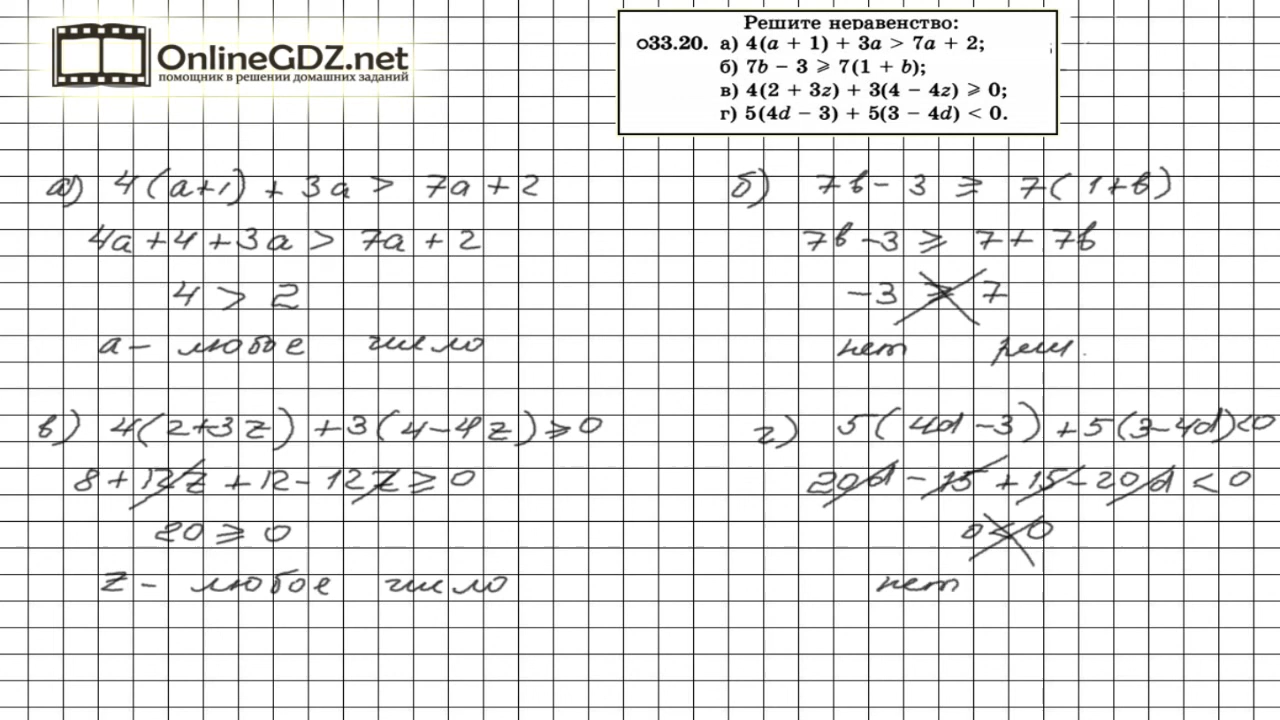 OnlineGDZ.net
помощник в решении домашних заданий
Решите неравенство:
о33.20. а) 4(a + 1) + 3a > 7a + 2;
б) 7b − 3 ⩾ 7(1 + b);
в) 4(2 + 3z) + 3(4 − 4z) ⩾ 0;
г) 5(4d − 3) + 5(3 − 4d) < 0.
а) 4(a+1) + 3a > 7a + 2
4a + 4 + 3a > 7a + 2
4 > 2
a – любое число
б) 7b − 3 ⩾ 7(1+b)
7b − 3 ⩾ 7 + 7b
−3 ⩾ 7
нет реш.
в) 4(2+3z) + 3(4−4z) ⩾ 0
8 + 12z + 12 − 12z ⩾ 0
20 ⩾ 0
z – любое число
г) 5(4d − 3) + 5(3−4d) < 0
20d − 15 + 15 − 20d < 0
0 < 0
нет